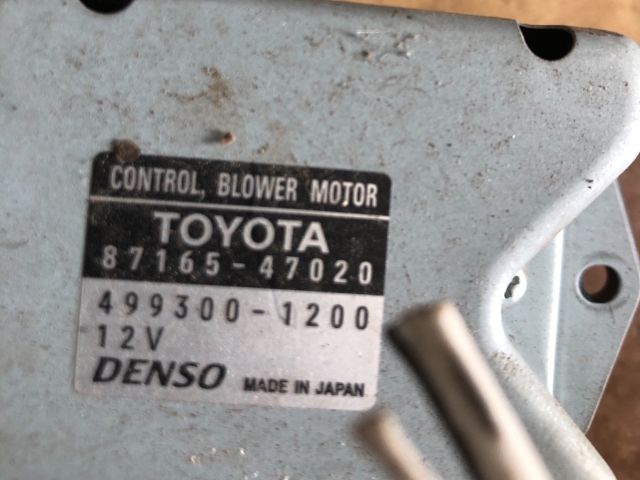 CONTROL, BLOWER MOTOR
TOYOTA
87165-47020
499300-1200
12V
DENSO MADE IN JAPAN